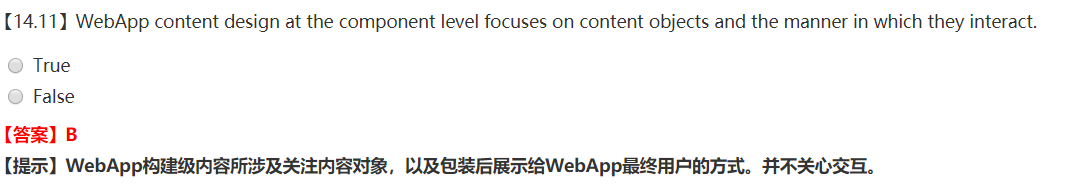 【14.11】WebApp content design at the component level focuses on content objects and the manner in which they interact.
True
False
【答案】B
【提示】WebApp构建级内容所涉及关注内容对象，以及包装后展示给WebApp最终用户的方式。并不关心交互。